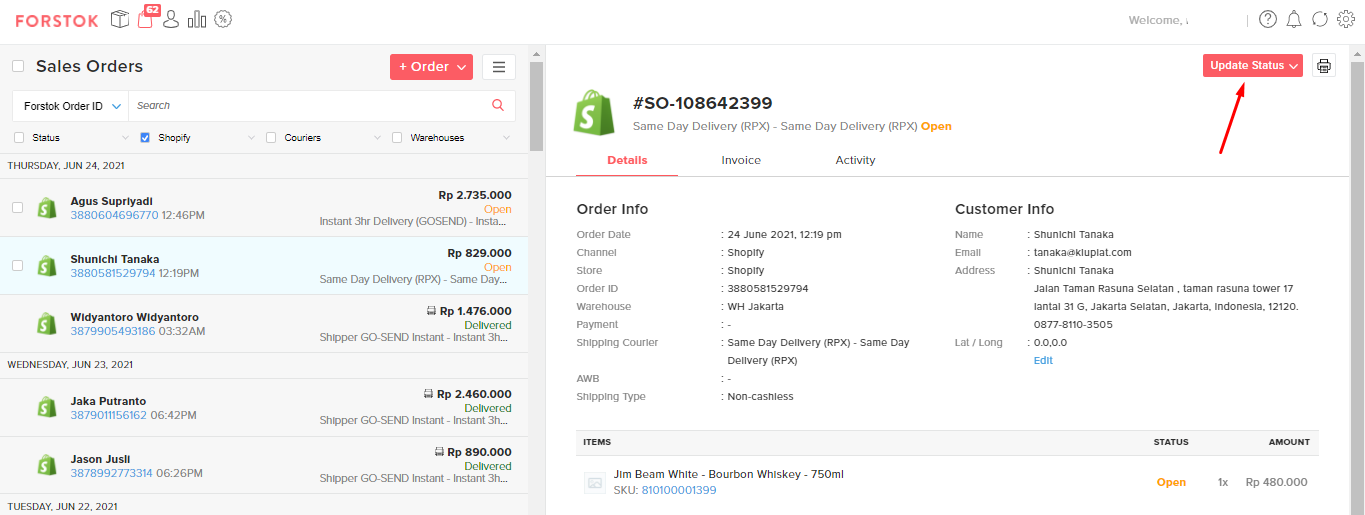 FORSTOK
62
Welcome,
Sales Orders
+ Order
Forstok Order ID
Search
Status
Shopify
Couriers
Warehouses
THURSDAY, JUN 24, 2021
Agus Supriyadi
Rp 2.735.000
3880604696770 12:46PM
Open
Instant 3hr Delivery (GOSEND) - Insta...
Shunichi Tanaka
Rp 829.000
3880581529794 12:19PM
Open
Same Day Delivery (RPX) - Same Day...
Widyantoro Widyantoro
Rp 1.476.000
3879905493186 03:32AM
Delivered
Shipper GO-SEND Instant - Instant 3h...
WEDNESDAY, JUN 23, 2021
Jaka Putranto
Rp 2.460.000
3879011156162 06:42PM
Delivered
Shipper GO-SEND Instant - Instant 3h...
Jason Jusli
Rp 890.000
3878992773314 06:26PM
Delivered
Shipper GO-SEND Instant - Instant 3h...
TUESDAY, JUN 22, 2021
Update Status
#SO-108642399
Same Day Delivery (RPX) - Same Day Delivery (RPX) Open
Details
Invoice
Activity
Order Info
Order Date : 24 June 2021, 12:19 pm
Channel : Shopify
Store : Shopify
Order ID : 3880581529794
Warehouse : WH Jakarta
Payment : -
Shipping Courier : Same Day Delivery (RPX) - Same Day
Delivery (RPX)
AWB : -
Shipping Type : Non-cashless
Customer Info
Name : Shunichi Tanaka
Email : tanaka@kluplat.com
Address : Shunichi Tanaka
Jalan Taman Rasuna Selatan , taman rasuna tower 17
lantai 31 G, Jakarta Selatan, Jakarta, Indonesia, 12120.
0877-8110-3505
Lat / Long : 0.0,0.0
Edit
ITEMS
STATUS
AMOUNT
Jim Beam White - Bourbon Whiskey - 750ml
SKU: 810100001399
Open
1x
Rp 480.000